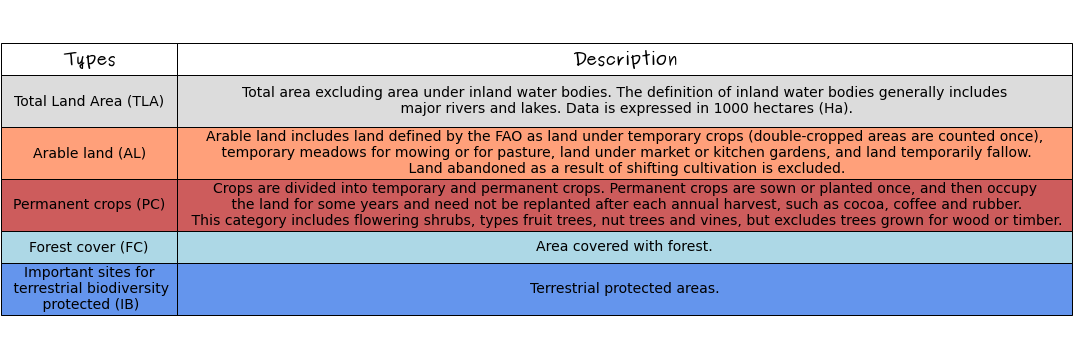 Types
Description
Total Land Area (TLA)
Total area excluding area under inland water bodies. The definition of inland water bodies generally includes
major rivers and lakes. Data is expressed in 1000 hectares (Ha).
Arable land (AL)
Arable land includes land defined by the FAO as land under temporary crops (double-cropped areas are counted once),
temporary meadows for mowing or for pasture, land under market or kitchen gardens, and land temporarily fallow.
Land abandoned as a result of shifting cultivation is excluded.
Permanent crops (PC)
Crops are divided into temporary and permanent crops. Permanent crops are sown or planted once, and then occupy
the land for some years and need not be replanted after each annual harvest, such as cocoa, coffee and rubber.
This category includes flowering shrubs, types fruit trees, nut trees and vines, but excludes trees grown for wood or timber.
Forest cover (FC)
Area covered with forest.
Important sites for
terrestrial biodiversity
protected (IB)
Terrestrial protected areas.